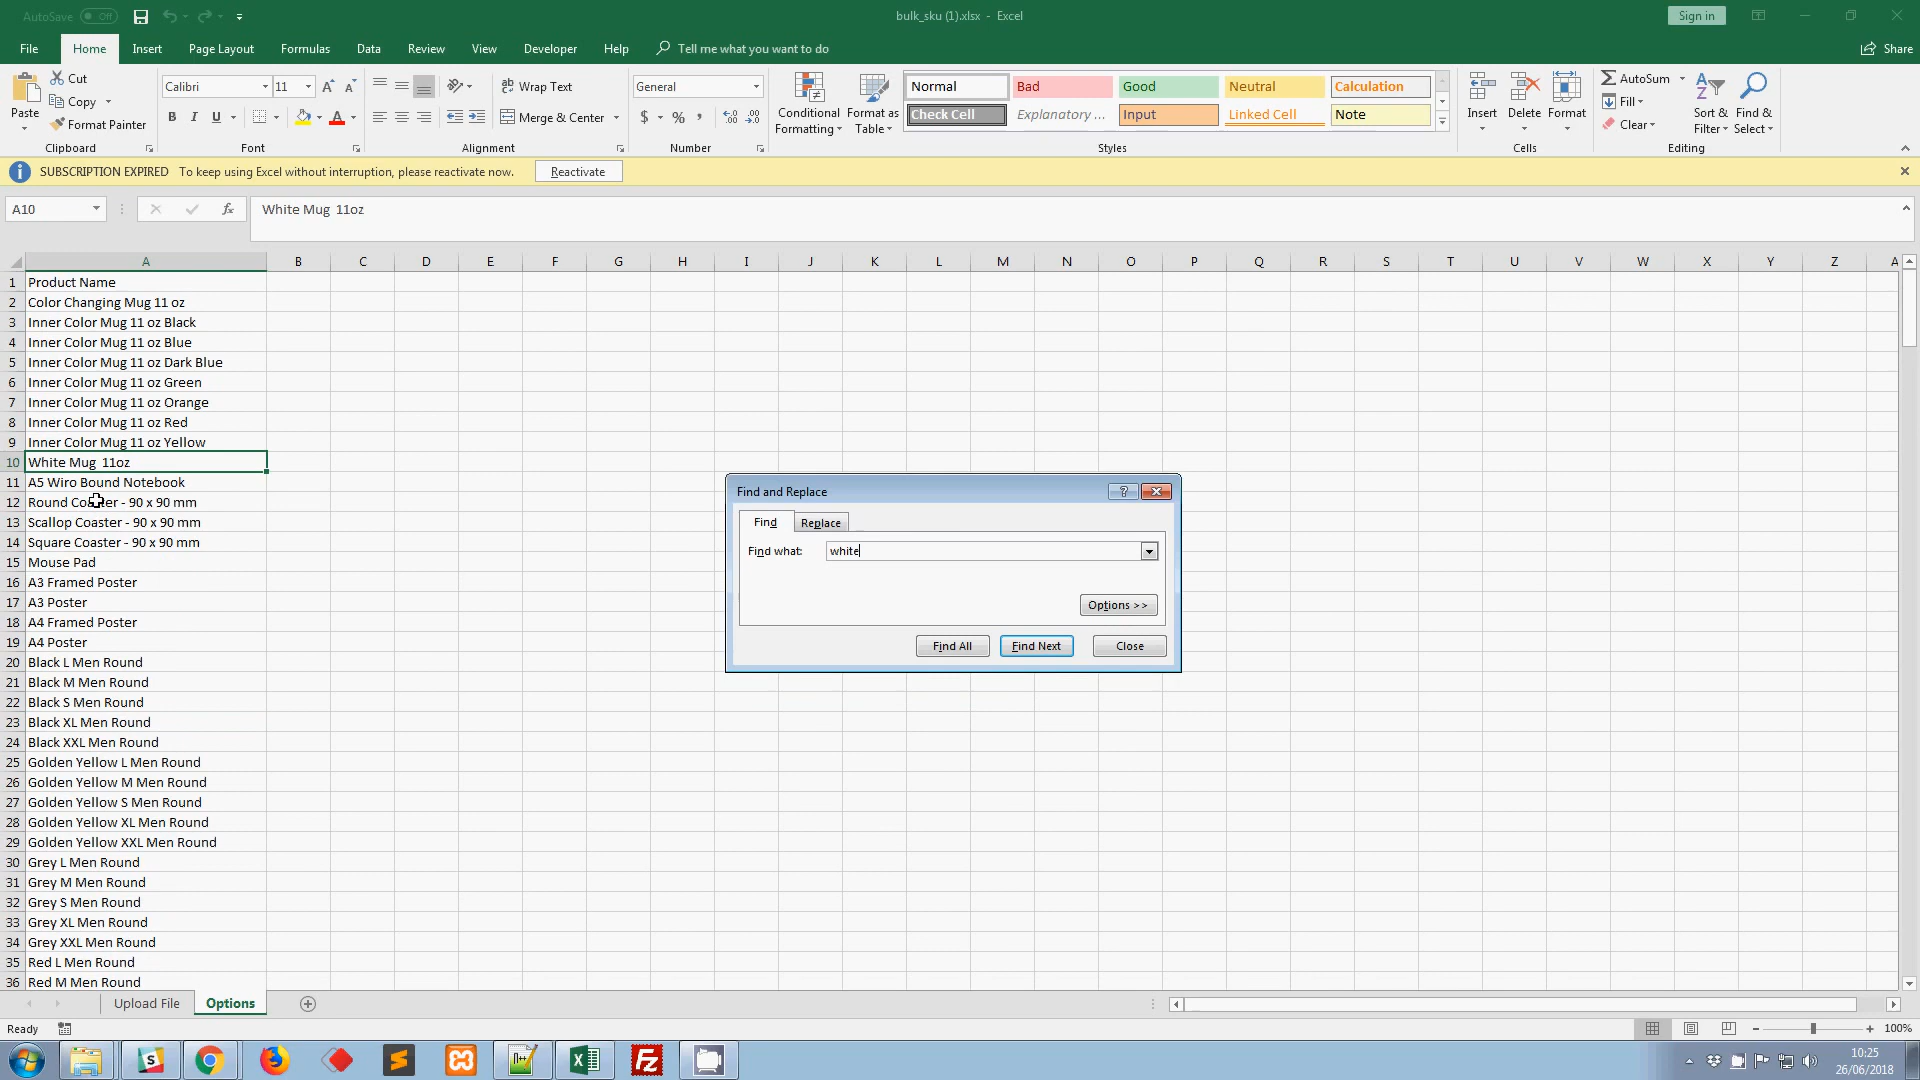 AutoSave Off
bulk_sku (1).xlsx - Excel
Sign in
File Home Insert Page Layout Formulas Data Review View Developer Help Tell me what you want to do Share
Paste
Cut
Copy
Format Painter
Clipboard
Calibri 11
B I U
Font
Wrap Text
Merge & Center
Alignment
General
$ % ,
Number
Conditional Formatting
Format as Table
Normal Bad Good Neutral Calculation
Check Cell Explanatory ... Input Linked Cell Note
Styles
Insert Delete Format
Cells
AutoSum
Fill
Clear
Sort & Filter
Find & Select
Editing
SUBSCRIPTION EXPIRED To keep using Excel without interruption, please reactivate now. Reactivate
A10 fx White Mug 11oz
A B C D E F G H I J K L M N O P Q R S T U V W X Y Z A
1 Product Name
2 Color Changing Mug 11 oz
3 Inner Color Mug 11 oz Black
4 Inner Color Mug 11 oz Blue
5 Inner Color Mug 11 oz Dark Blue
6 Inner Color Mug 11 oz Green
7 Inner Color Mug 11 oz Orange
8 Inner Color Mug 11 oz Red
9 Inner Color Mug 11 oz Yellow
10 White Mug 11oz
11 A5 Wiro Bound Notebook
12 Round Coaster - 90 x 90 mm
13 Scallop Coaster - 90 x 90 mm
14 Square Coaster - 90 x 90 mm
15 Mouse Pad
16 A3 Framed Poster
17 A3 Poster
18 A4 Framed Poster
19 A4 Poster
20 Black L Men Round
21 Black M Men Round
22 Black S Men Round
23 Black XL Men Round
24 Black XXL Men Round
25 Golden Yellow L Men Round
26 Golden Yellow M Men Round
27 Golden Yellow S Men Round
28 Golden Yellow XL Men Round
29 Golden Yellow XXL Men Round
30 Grey L Men Round
31 Grey M Men Round
32 Grey S Men Round
33 Grey XL Men Round
34 Grey XXL Men Round
35 Red L Men Round
36 Red M Men Round
Find and Replace
Find Replace
Find what: white
Options >>
Find All Find Next Close
Upload File Options
Ready
100%
10:25
26/06/2018